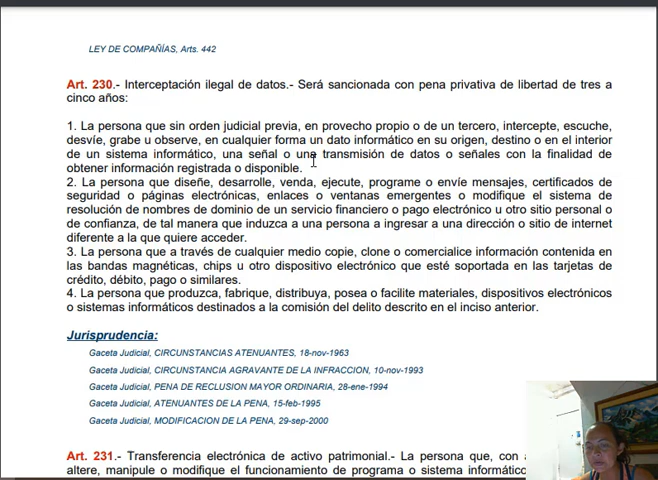 LEY DE COMPAÑÍAS, Arts. 442
Art. 230.- Interceptación ilegal de datos.- Será sancionada con pena privativa de libertad de tres a
cinco años:
1. La persona que sin orden judicial previa, en provecho propio o de un tercero, intercepte, escuche,
desvíe, grabe u observe, en cualquier forma un dato informático en su origen, destino o en el interior
de un sistema informático, una señal o una transmisión de datos o señales con la finalidad de
obtener información registrada o disponible.
2. La persona que diseñe, desarrolle, venda, ejecute, programe o envíe mensajes, certificados de
seguridad o páginas electrónicas, enlaces o ventanas emergentes o modifique el sistema de
resolución de nombres de dominio de un servicio financiero o pago electrónico u otro sitio personal o
de confianza, de tal manera que induzca a una persona a ingresar a una dirección o sitio de internet
diferente a la que quiere acceder.
3. La persona que a través de cualquier medio copie, clone o comercialice información contenida en
las bandas magnéticas, chips u otro dispositivo electrónico que esté soportada en las tarjetas de
crédito, débito, pago o similares.
4. La persona que produzca, fabrique, distribuya, posea o facilite materiales, dispositivos electrónicos
o sistemas informáticos destinados a la comisión del delito descrito en el inciso anterior.
Jurisprudencia:
Gaceta Judicial, CIRCUNSTANCIAS ATENUANTES, 18-nov-1963
Gaceta Judicial, CIRCUNSTANCIA AGRAVANTE DE LA INFRACCION, 10-nov-1993
Gaceta Judicial, PENA DE RECLUSION MAYOR ORDINARIA, 28-ene-1994
Gaceta Judicial, ATENUANTES DE LA PENA, 15-feb-1995
Gaceta Judicial, MODIFICACION DE LA PENA, 29-sep-2000
Art. 231.- Transferencia electrónica de activo patrimonial.- La persona que, con
altere, manipule o modifique el funcionamiento de programa o sistema informático